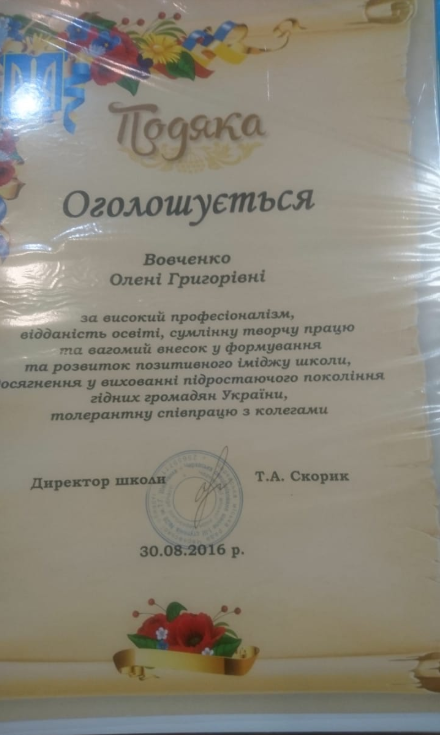 Подяка
Оголошується
Вовченко
Олені Григорівні
за високий професіоналізм,
відданість освіті, сумлінну творчу працю
та вагомий внесок у формування
та розвиток позитивного іміджу школи,
досягнення у вихованні підростаючого покоління
гідних громадян України,
толерантну співпрацю з колегами
Директор школи Т.А. Скорик
30.08.2016 р.